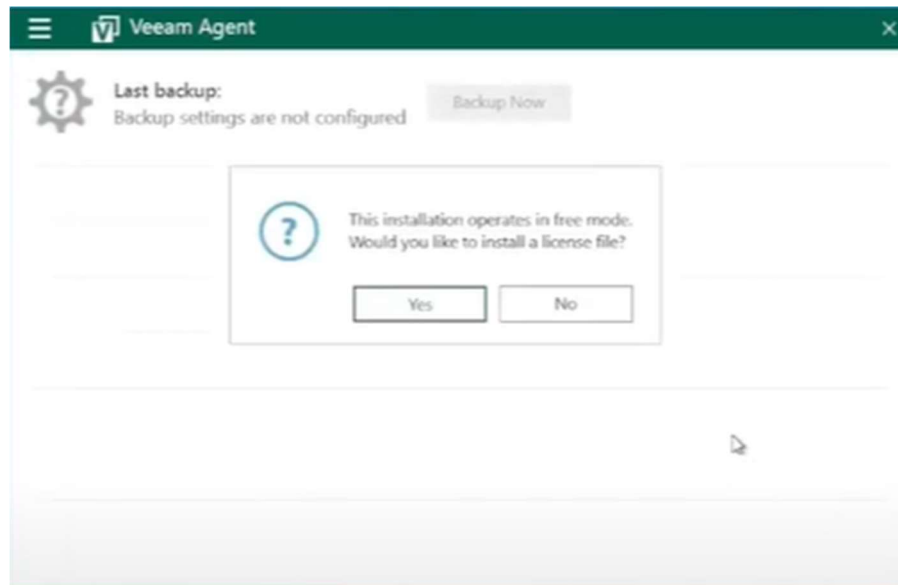 Veeam Agent
Last backup:
Backup settings are not configured
Backup Now
This installation operates in free mode.
Would you like to install a license file?
Yes
No